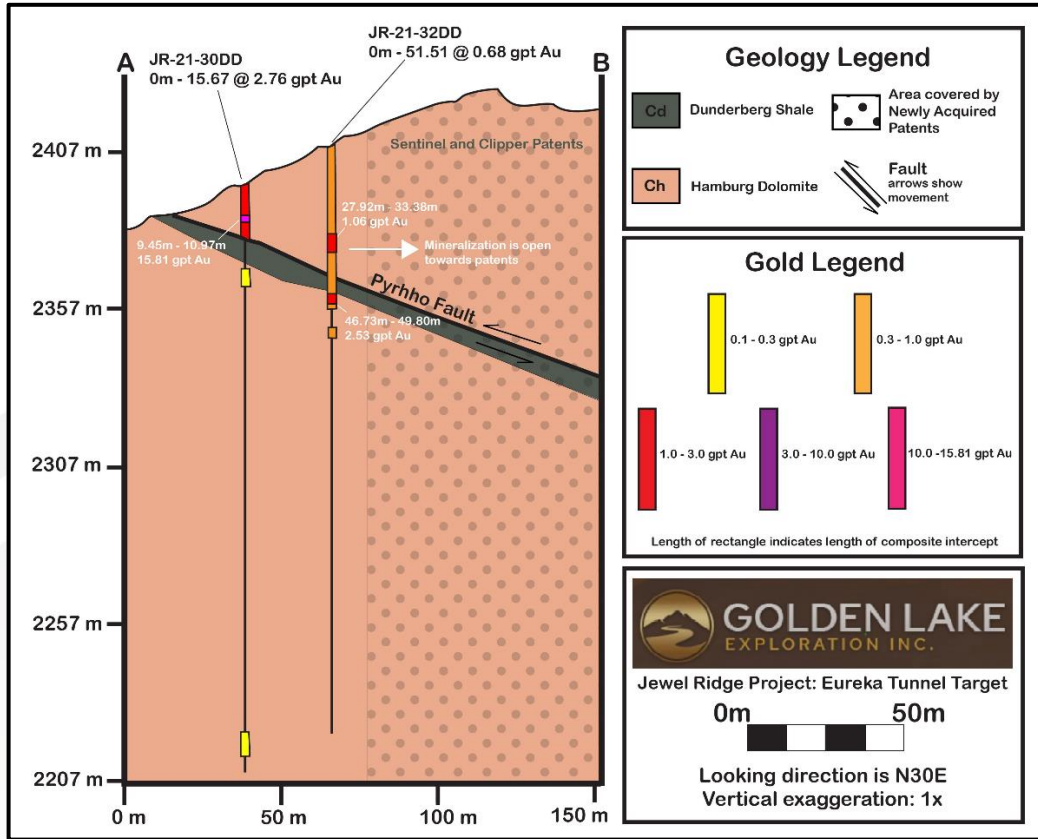 A
B
JR-21-30DD
0m - 15.67 @ 2.76 gpt Au
JR-21-32DD
0m - 51.51 @ 0.68 gpt Au
2407 m
2357 m
2307 m
2257 m
2207 m
Sentinel and Clipper Patents
27.92m - 33.38m
1.06 gpt Au
9.45m - 10.97m
15.81 gpt Au
Mineralization is open
towards patents
Pyrhho Fault
46.73m - 49.80m
2.53 gpt Au
0 m
50 m
100 m
150 m
Geology Legend
Cd
Dunderberg Shale
Area covered by
Newly Acquired
Patents
Ch
Hamburg Dolomite
Fault
arrows show
movement
Gold Legend
0.1 - 0.3 gpt Au
0.3 - 1.0 gpt Au
1.0 - 3.0 gpt Au
3.0 - 10.0 gpt Au
10.0 -15.81 gpt Au
Length of rectangle indicates length of composite intercept
GOLDEN LAKE
EXPLORATION INC.
Jewel Ridge Project: Eureka Tunnel Target
0m
50m
Looking direction is N30E
Vertical exaggeration: 1x